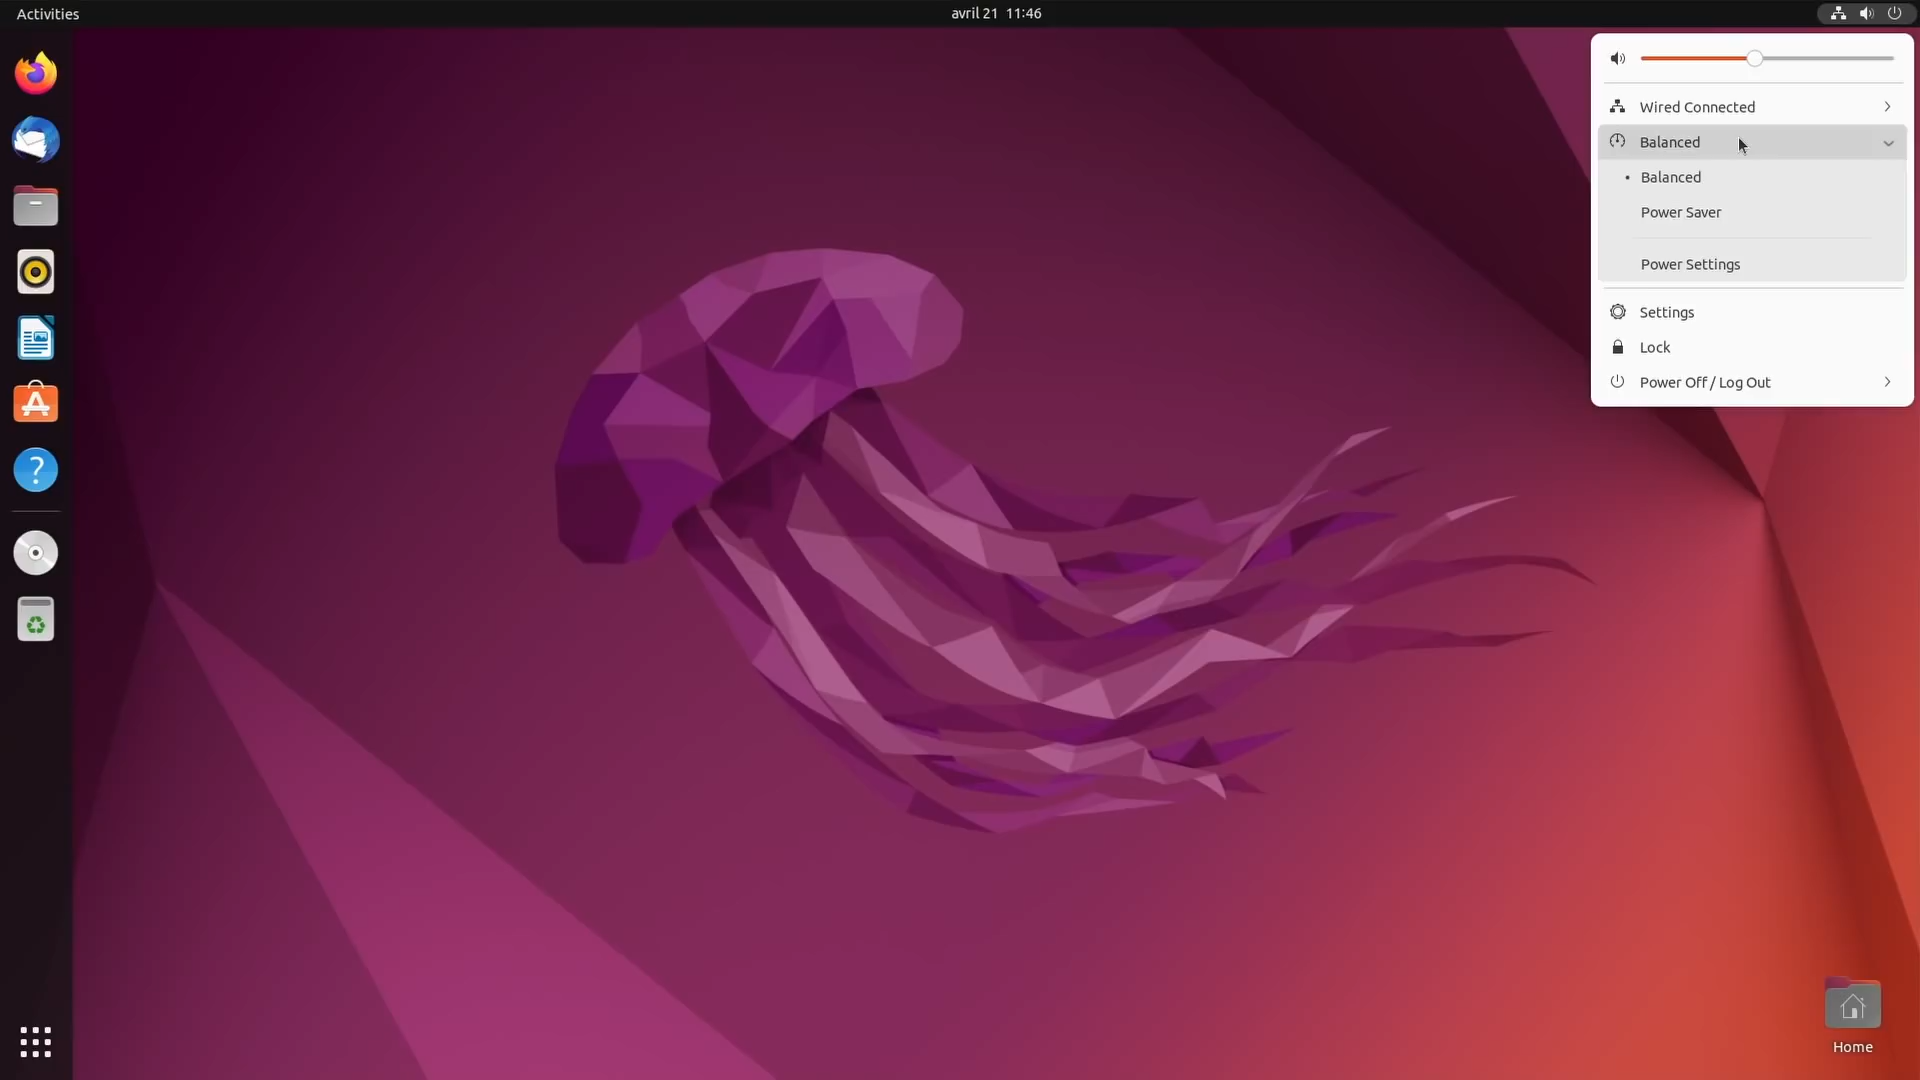 Activities
avril 21 11:46
Wired Connected
Balanced
Balanced
Power Saver
Power Settings
Settings
Lock
Power Off / Log Out
Home